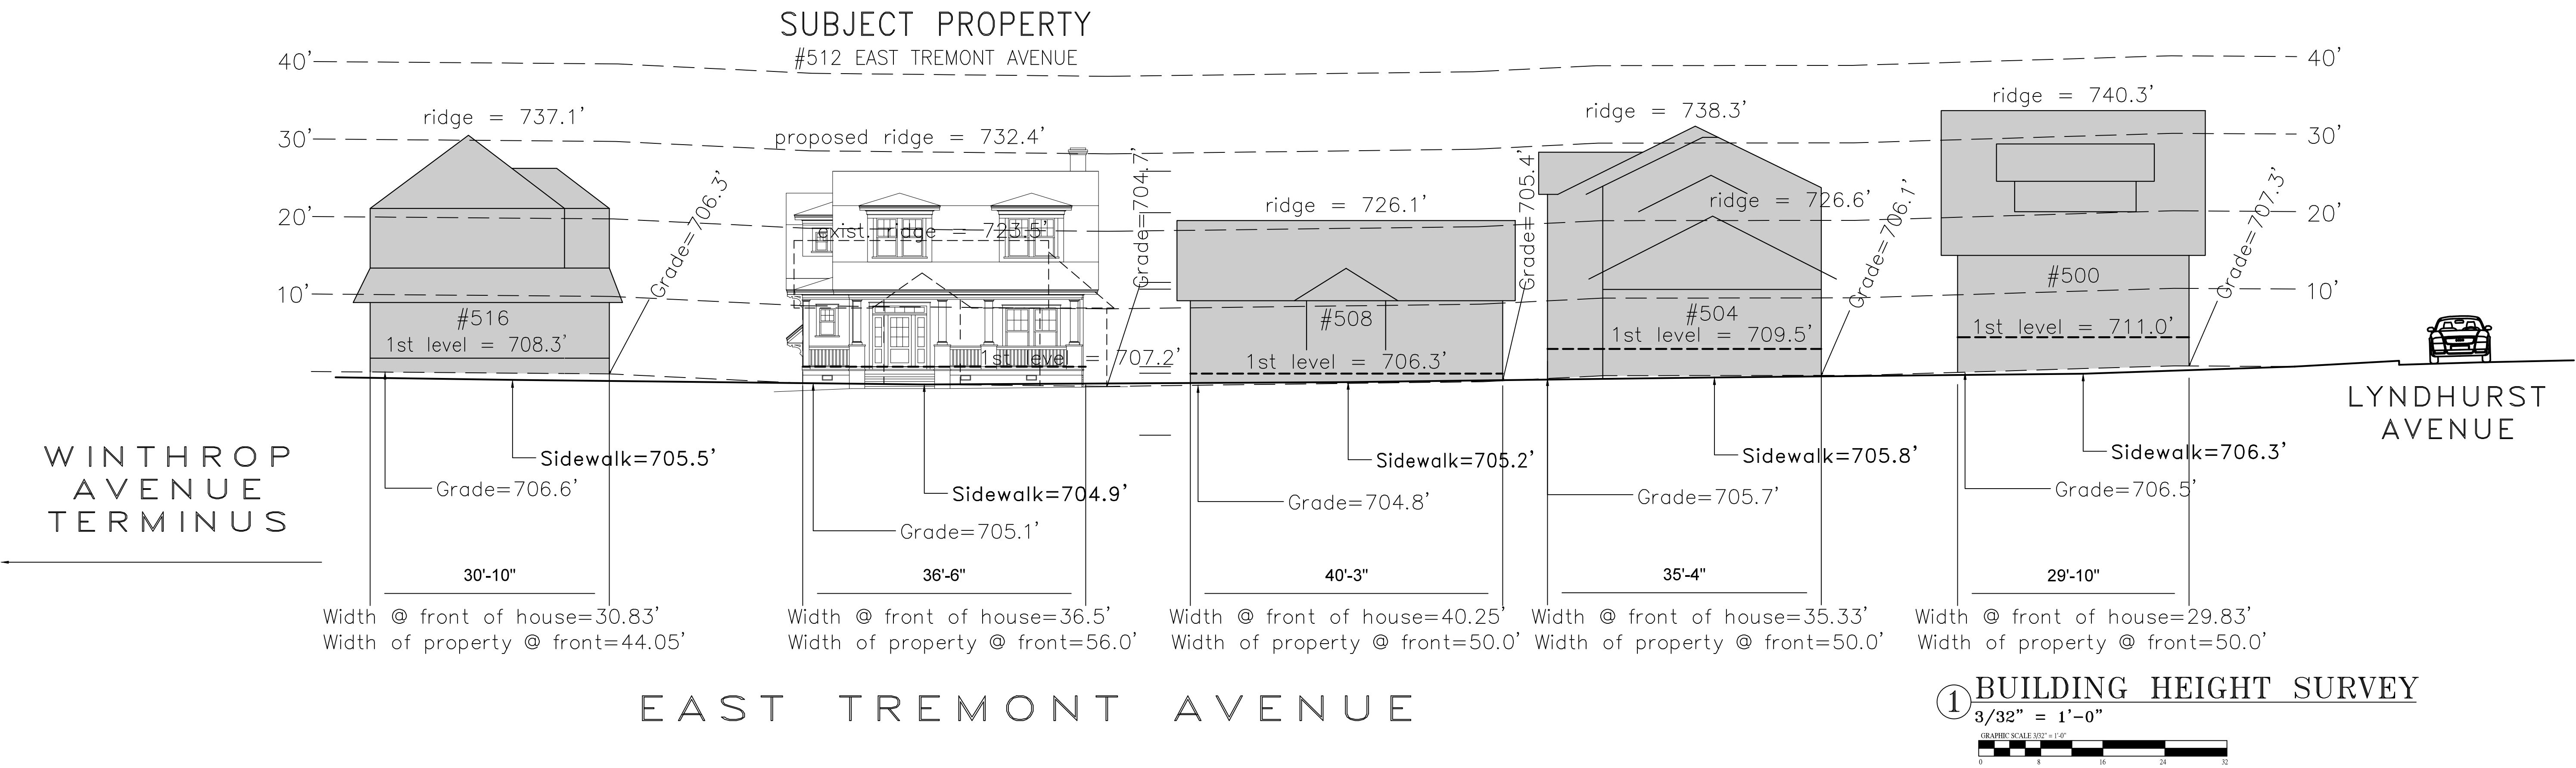 SUBJECT PROPERTY
#512 EAST TREMONT AVENUE
40'
40'
30'
30'
20'
20'
10'
10'
ridge = 737.1'
#516
1st level = 708.3'
Grade=706.3'
proposed ridge = 732.4'
exist. ridge = 723.5'
1st level = 707.2'
Grade=704.7'
ridge = 726.1'
#508
1st level = 706.3'
Grade=705.4'
ridge = 738.3'
ridge = 726.6'
#504
1st level = 709.5'
Grade=706.1'
ridge = 740.3'
#500
1st level = 711.0'
Grade=707.3'
LYNDHURST
AVENUE
WINTHROP
AVENUE
TERMINUS
Sidewalk=705.5'
Grade=706.6'
Sidewalk=704.9'
Grade=705.1'
Sidewalk=705.2'
Grade=704.8'
Sidewalk=705.8'
Grade=705.7'
Sidewalk=706.3'
Grade=706.5'
30'-10"
Width @ front of house=30.83'
Width of property @ front=44.05'
36'-6"
Width @ front of house=36.5'
Width of property @ front=56.0'
40'-3"
Width @ front of house=40.25'
Width of property @ front=50.0'
35'-4"
Width @ front of house=35.33'
Width of property @ front=50.0'
29'-10"
Width @ front of house=29.83'
Width of property @ front=50.0'
EAST TREMONT AVENUE
1 BUILDING HEIGHT SURVEY
3/32" = 1'-0"
GRAPHIC SCALE 3/32" = 1'-0"
0 8 16 24 32